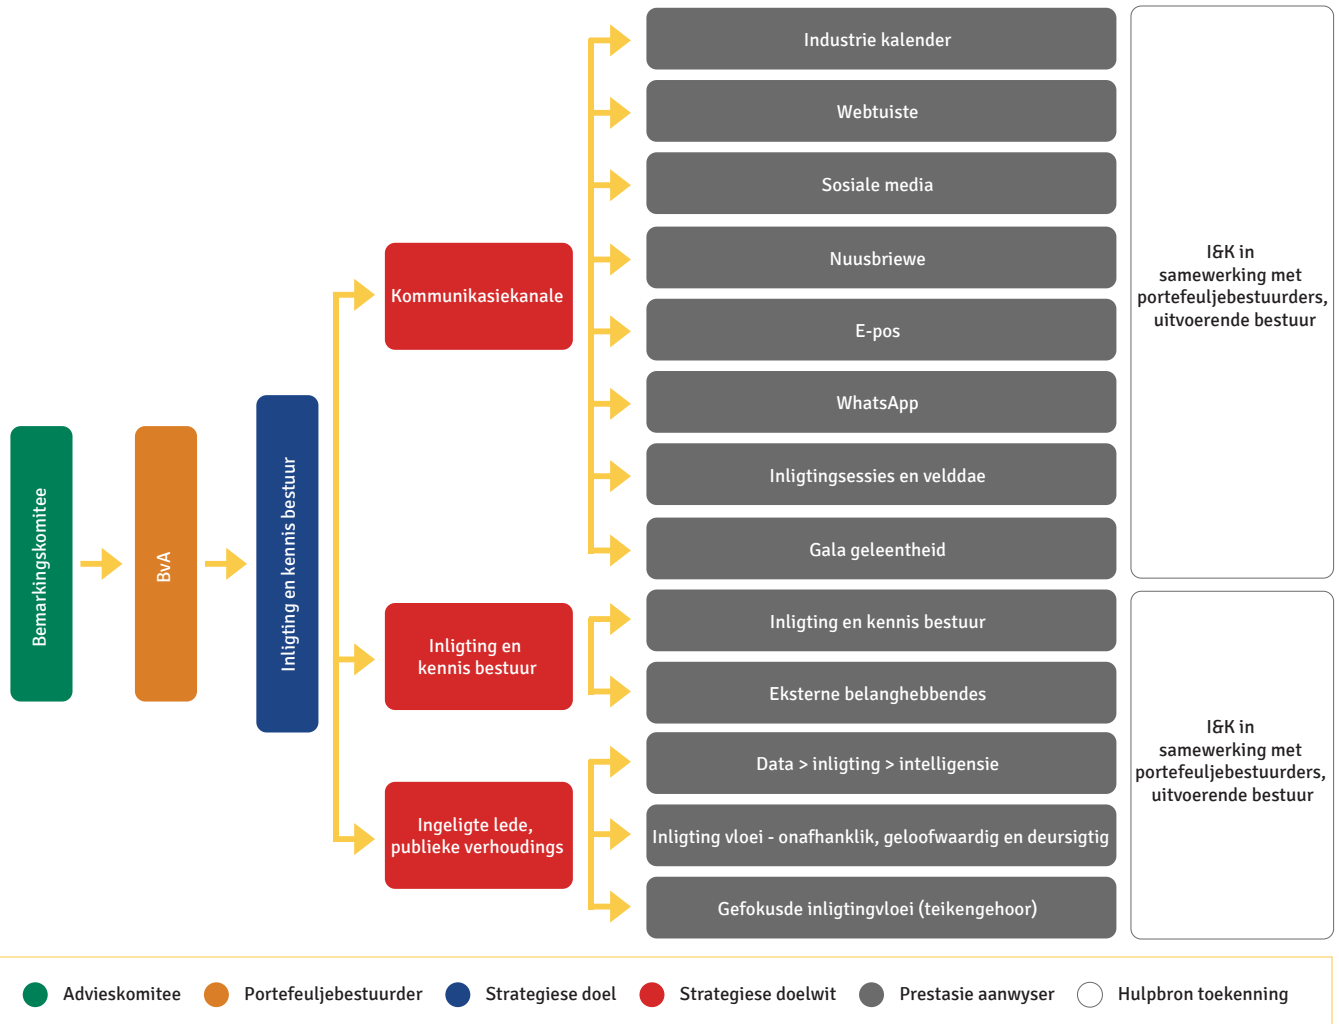 Bemarkingskomitee
BvA
Inligting en kennis bestuur
Kommunikasiekanale
Inligting en
kennis bestuur
Ingeligte lede,
publieke verhoudings
Industrie kalender
Webtuiste
Sosiale media
Nuusbriewe
E-pos
WhatsApp
Inligtingsessies en velddae
Gala geleentheid
Inligting en kennis bestuur
Eksterne belanghebbendes
Data > inligting > intelligensie
Inligting vloei - onafhanklik, geloofwaardig en deursigtig
Gefokusde inligtingvloei (teikengehoor)
I&K in
samewerking met
portefeuljebestuurders,
uitvoerende bestuur
I&K in
samewerking met
portefeuljebestuurders,
uitvoerende bestuur
Advieskomitee
Portefeuljebestuurder
Strategiese doel
Strategiese doelwit
Prestasie aanwyser
Hulpbron toekenning